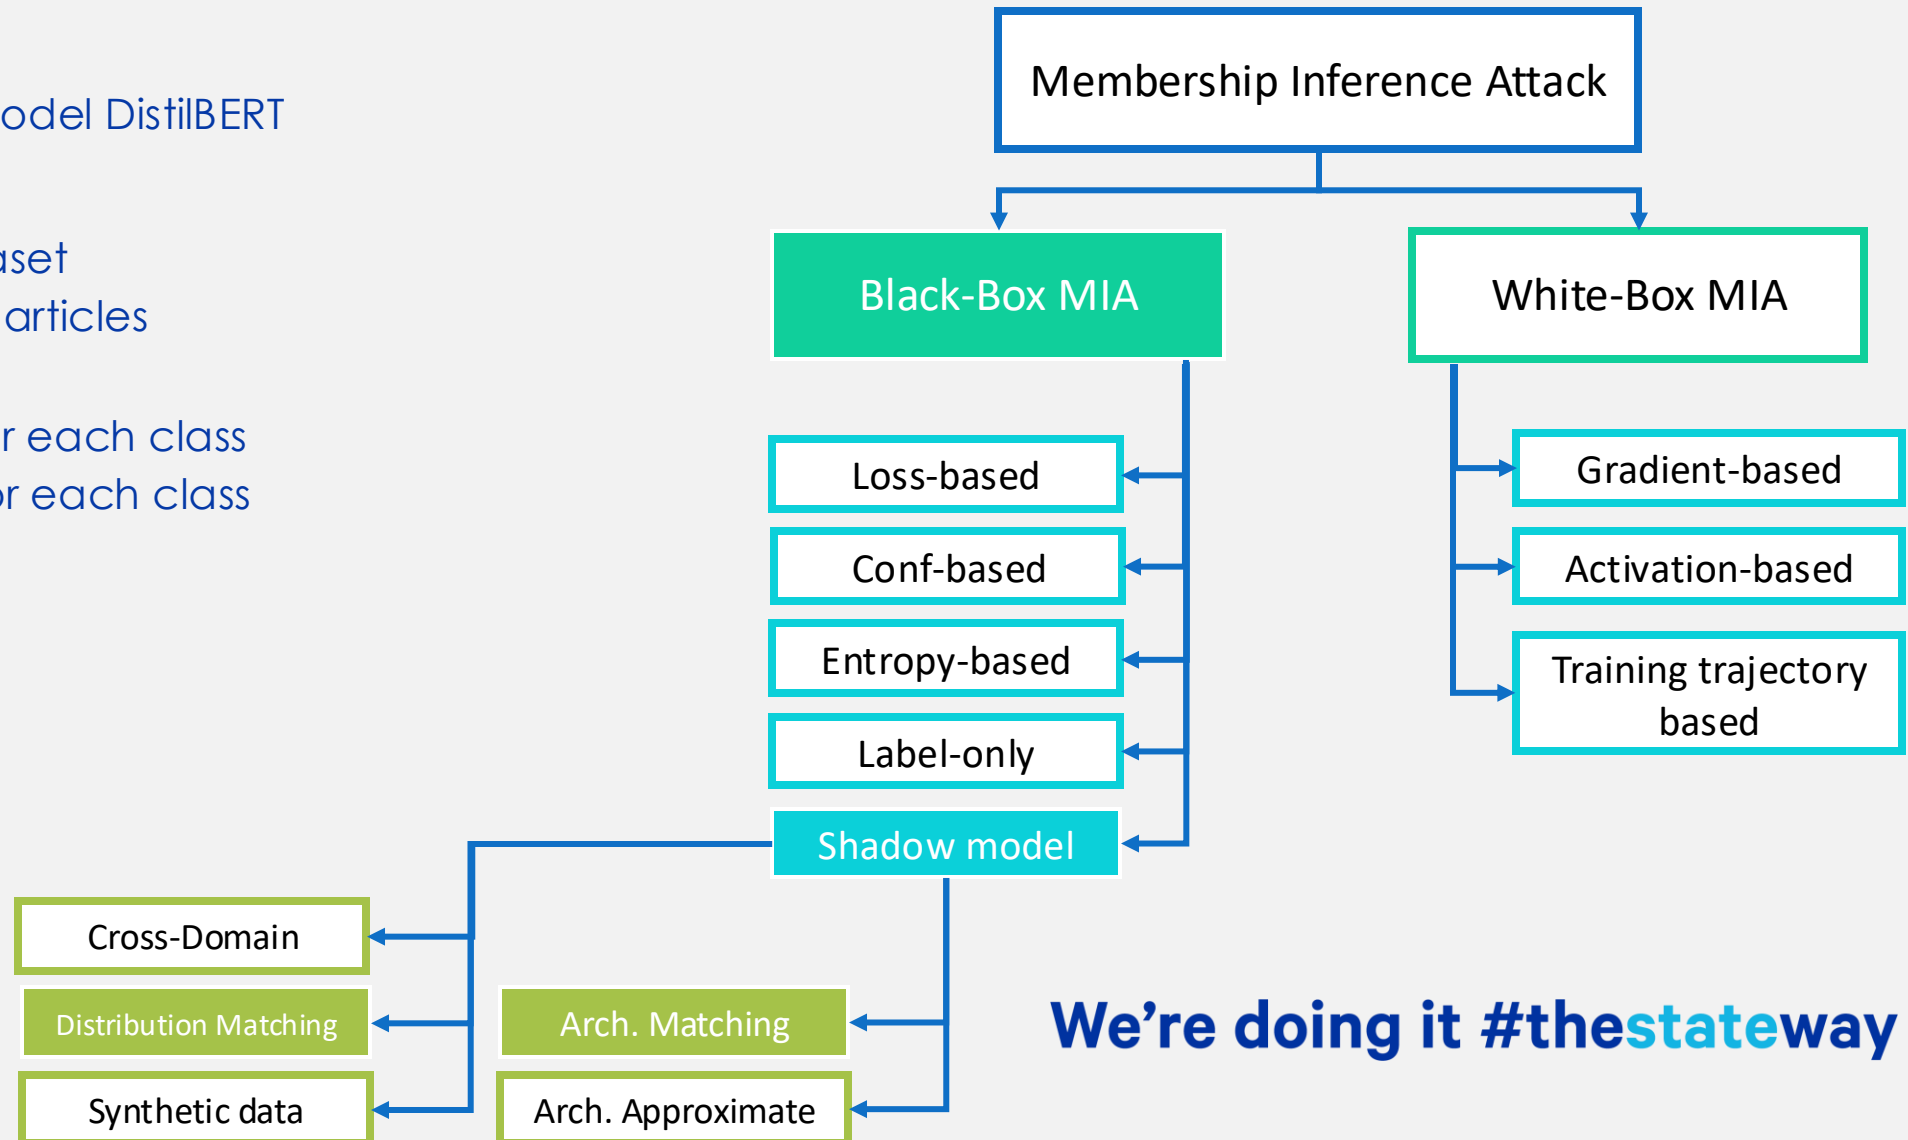 odel DistilBERT
aset
articles
r each class
or each class
Membership Inference Attack
Black-Box MIA
White-Box MIA
Loss-based
Conf-based
Entropy-based
Label-only
Shadow model
Gradient-based
Activation-based
Training trajectory
based
Cross-Domain
Distribution Matching
Synthetic data
Arch. Matching
Arch. Approximate
We're doing it #thestateway